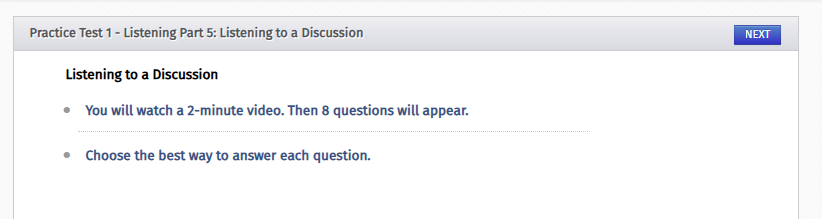 Practice Test 1 - Listening Part 5: Listening to a Discussion
NEXT
Listening to a Discussion
You will watch a 2-minute video. Then 8 questions will appear.
Choose the best way to answer each question.